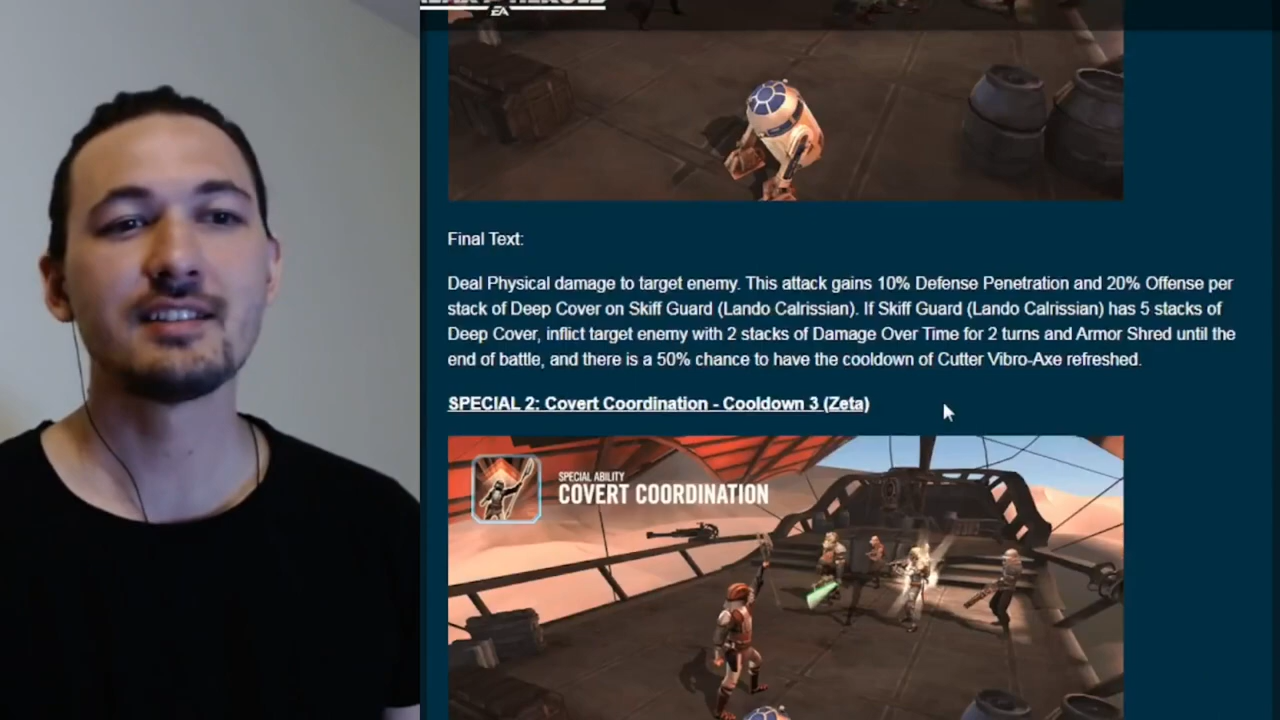 EA
Final Text:
Deal Physical damage to target enemy. This attack gains 10% Defense Penetration and 20% Offense per
stack of Deep Cover on Skiff Guard (Lando Calrissian). If Skiff Guard (Lando Calrissian) has 5 stacks of
Deep Cover, inflict target enemy with 2 stacks of Damage Over Time for 2 turns and Armor Shred until the
end of battle, and there is a 50% chance to have the cooldown of Cutter Vibro-Axe refreshed.
SPECIAL 2: Covert Coordination - Cooldown 3 (Zeta)
SPECIAL ABILITY
COVERT COORDINATION